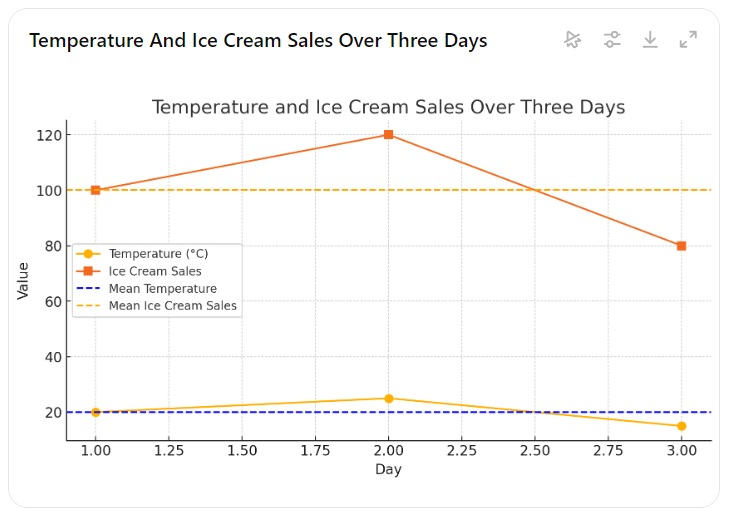 Temperature And Ice Cream Sales Over Three Days
Temperature and Ice Cream Sales Over Three Days
120
100
80
60
40
20
Value
Temperature (°C)
Ice Cream Sales
Mean Temperature
Mean Ice Cream Sales
1.00 1.25 1.50 1.75 2.00 2.25 2.50 2.75 3.00
Day